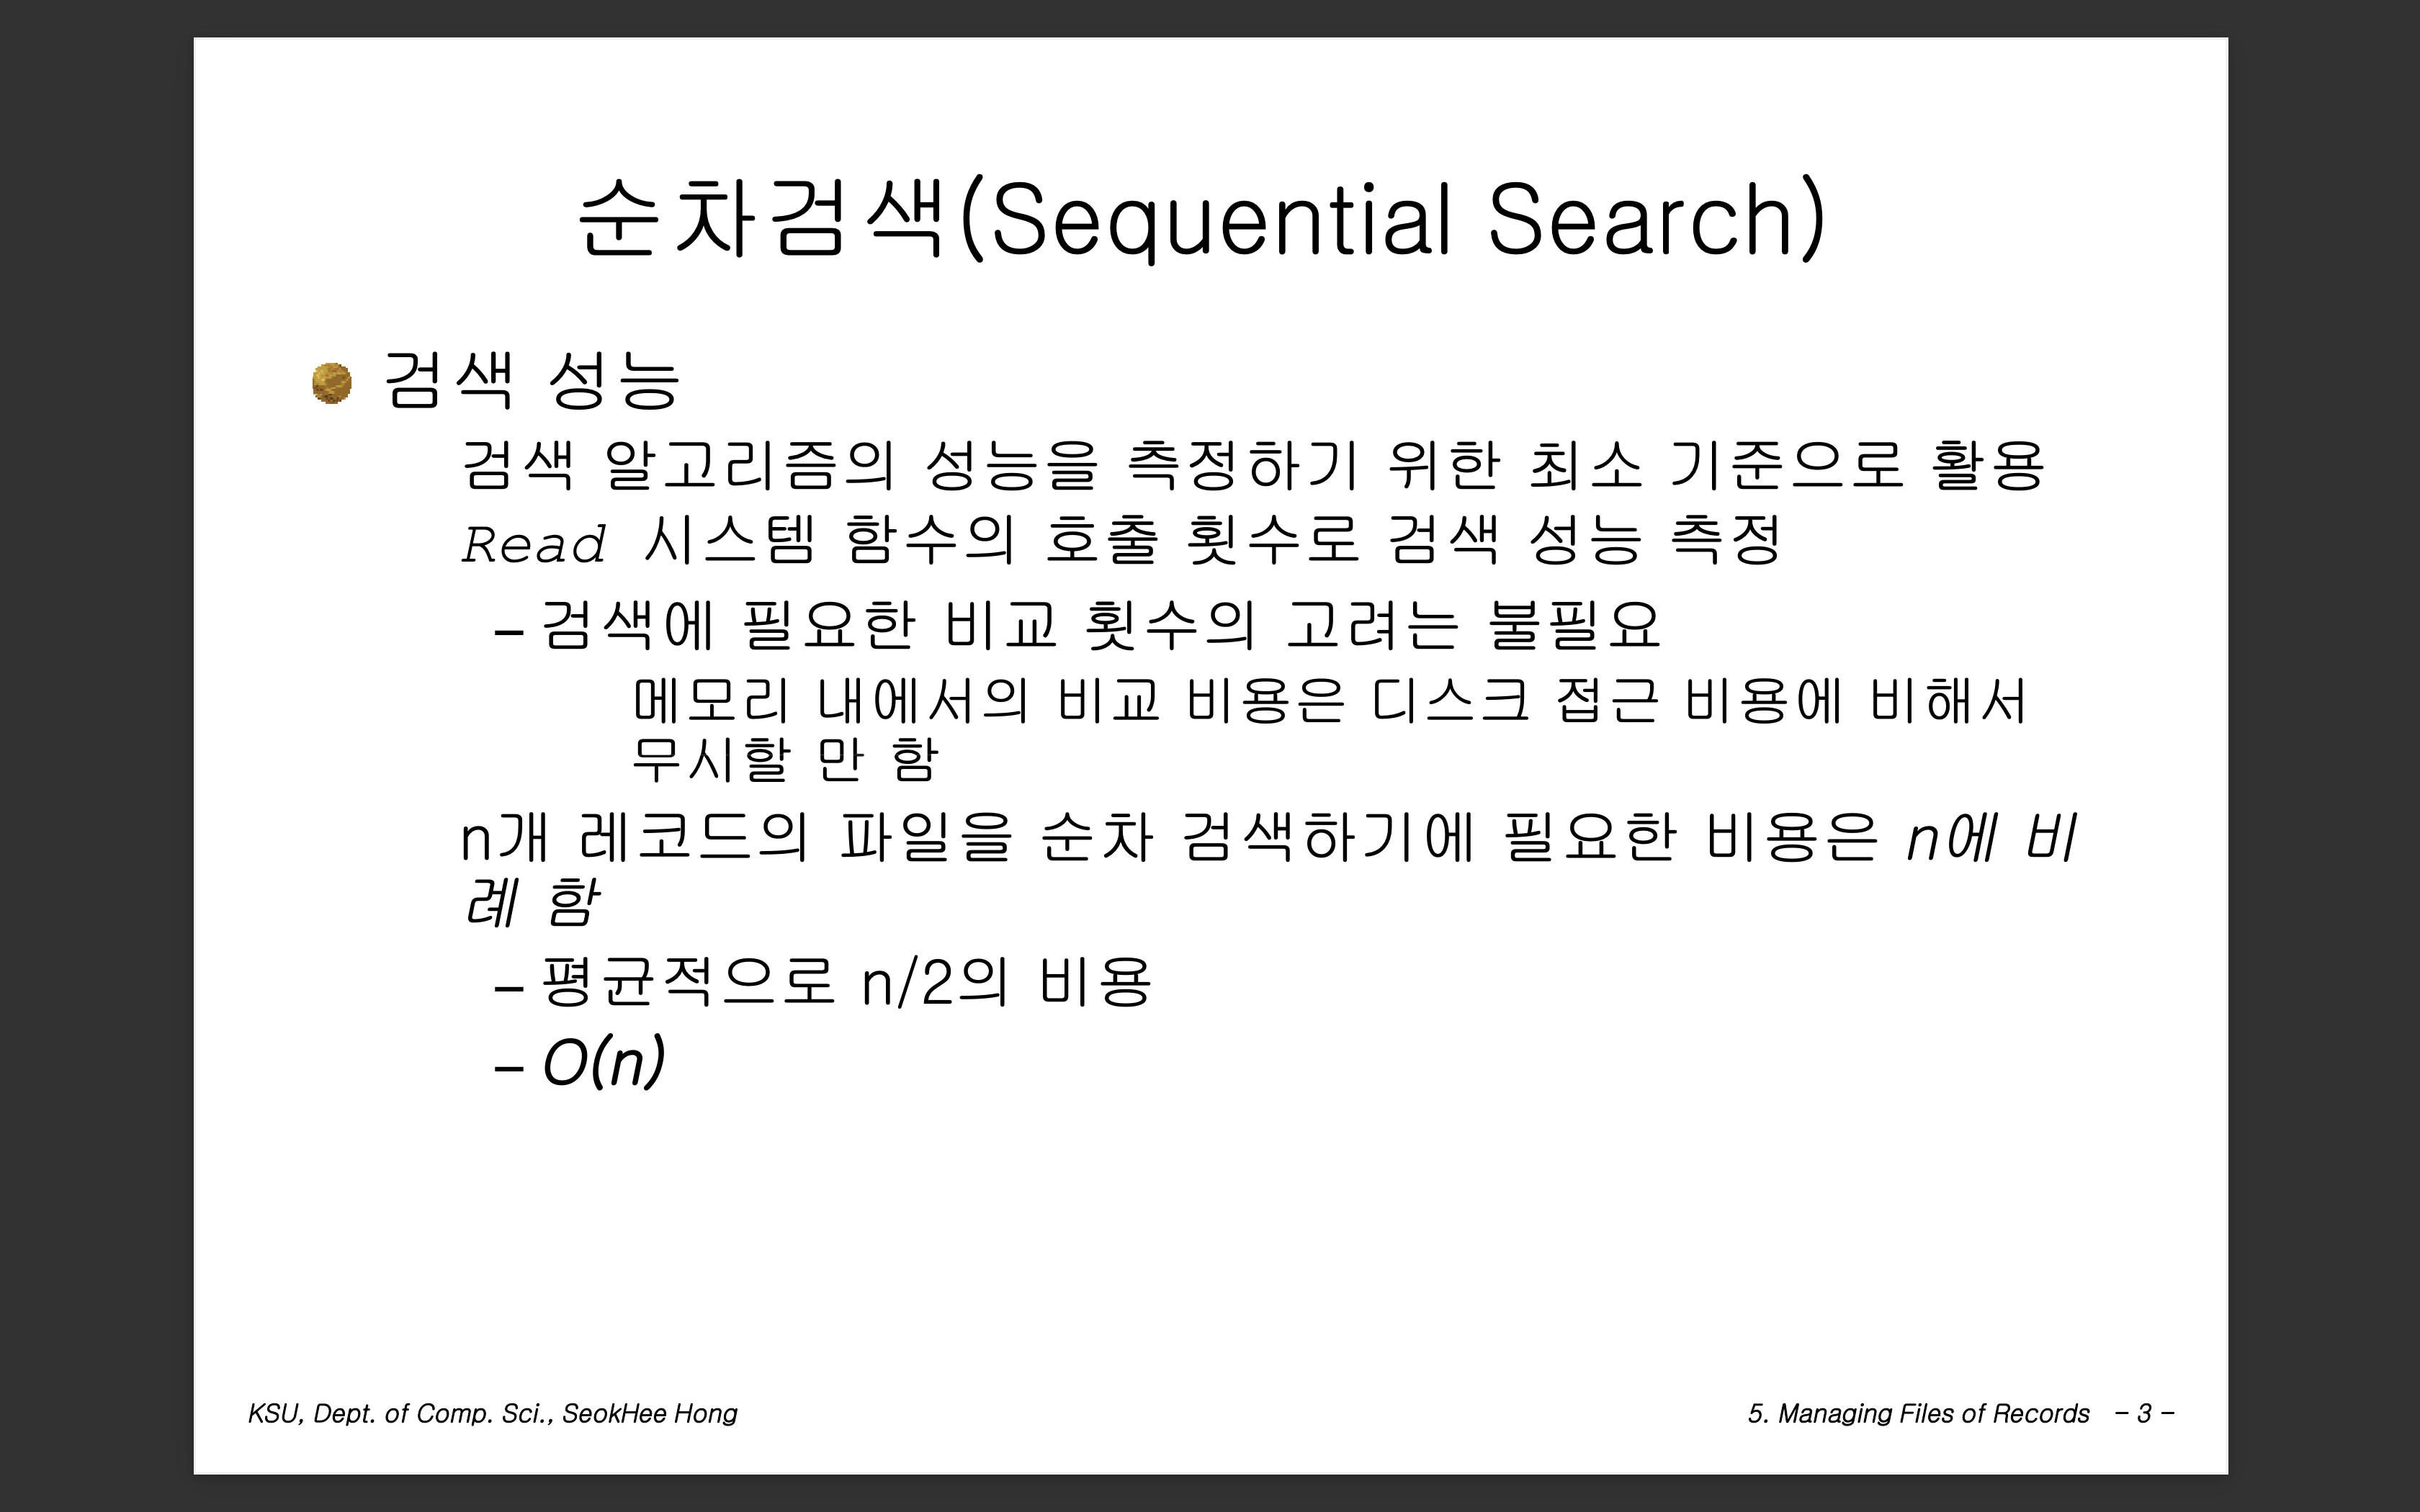 순차검색(Sequential Search)
검색 성능
검색 알고리즘의 성능을 측정하기 위한 최소 기준으로 활용
Read 시스템 함수의 호출 횟수로 검색 성능 측정
– 검색에 필요한 비교 횟수의 고려는 불필요
메모리 내에서의 비교 비용은 디스크 접근 비용에 비해서
무시할 만 함
n개 레코드의 파일을 순차 검색하기에 필요한 비용은 n에 비
례 함
– 평균적으로 n/2의 비용
– O(n)
KSU, Dept. of Comp. Sci., SeokHee Hong
5. Managing Files of Records – 3 –